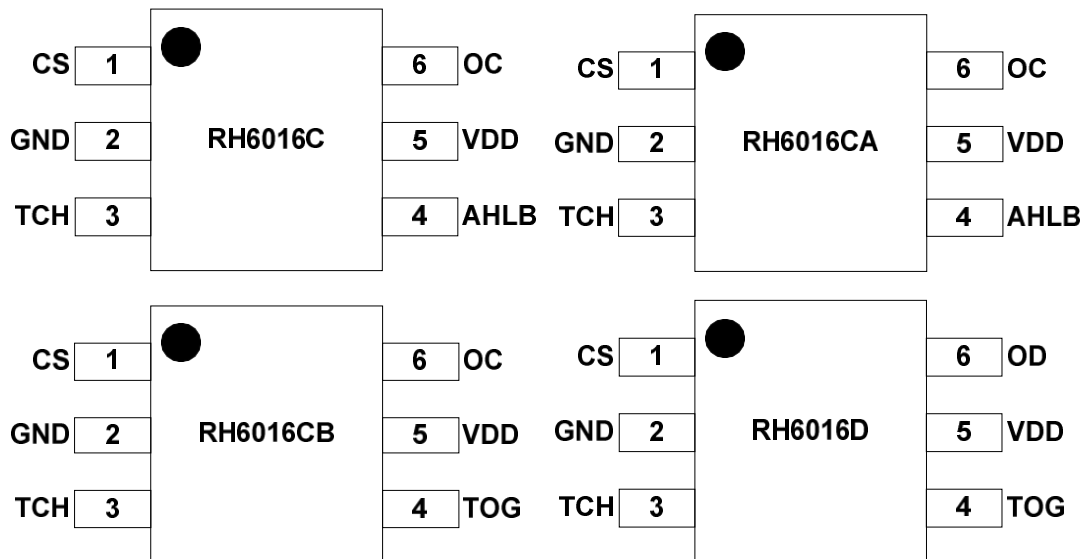 CS 1 6 OC
GND 2 RH6016C 5 VDD
TCH 3 4 AHLB
CS 1 6 OC
GND 2 RH6016CA 5 VDD
TCH 3 4 AHLB
CS 1 6 OC
GND 2 RH6016CB 5 VDD
TCH 3 4 TOG
CS 1 6 OD
GND 2 RH6016D 5 VDD
TCH 3 4 TOG